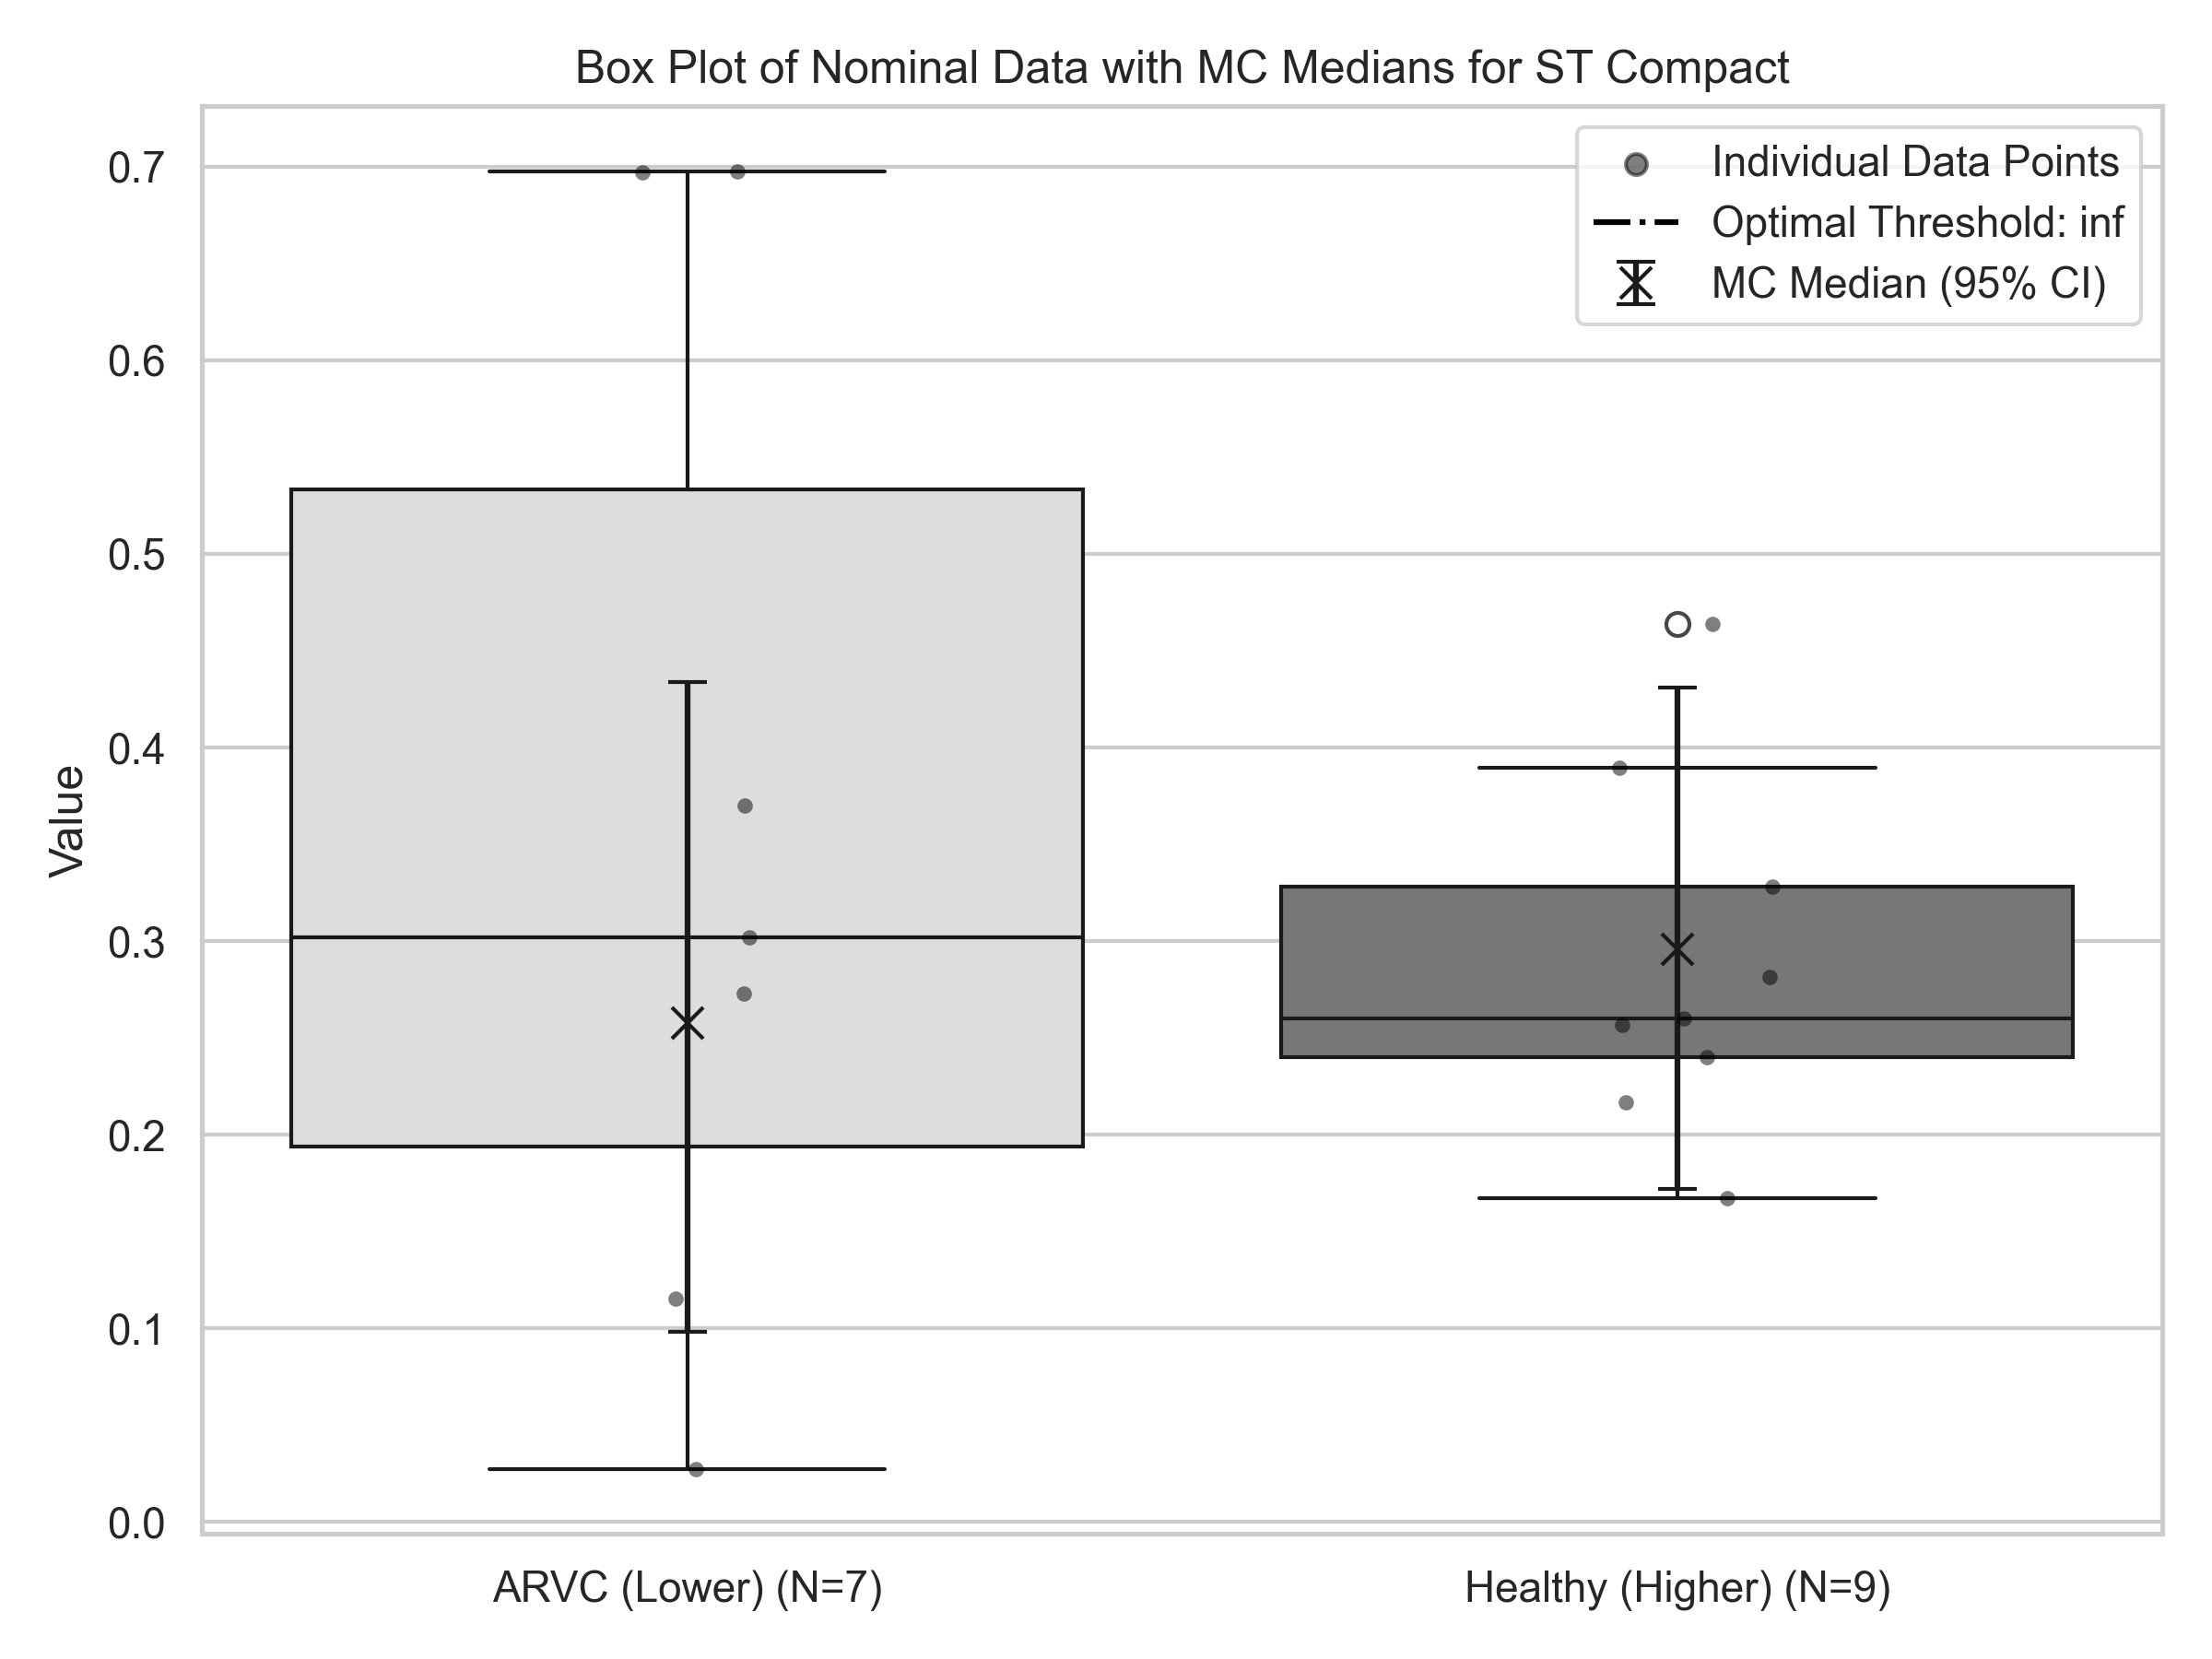 Box Plot of Nominal Data with MC Medians for ST Compact
Individual Data Points
Optimal Threshold: inf
MC Median (95% CI)
Value
0.7
0.6
0.5
0.4
0.3
0.2
0.1
0.0
ARVC (Lower) (N=7)
Healthy (Higher) (N=9)